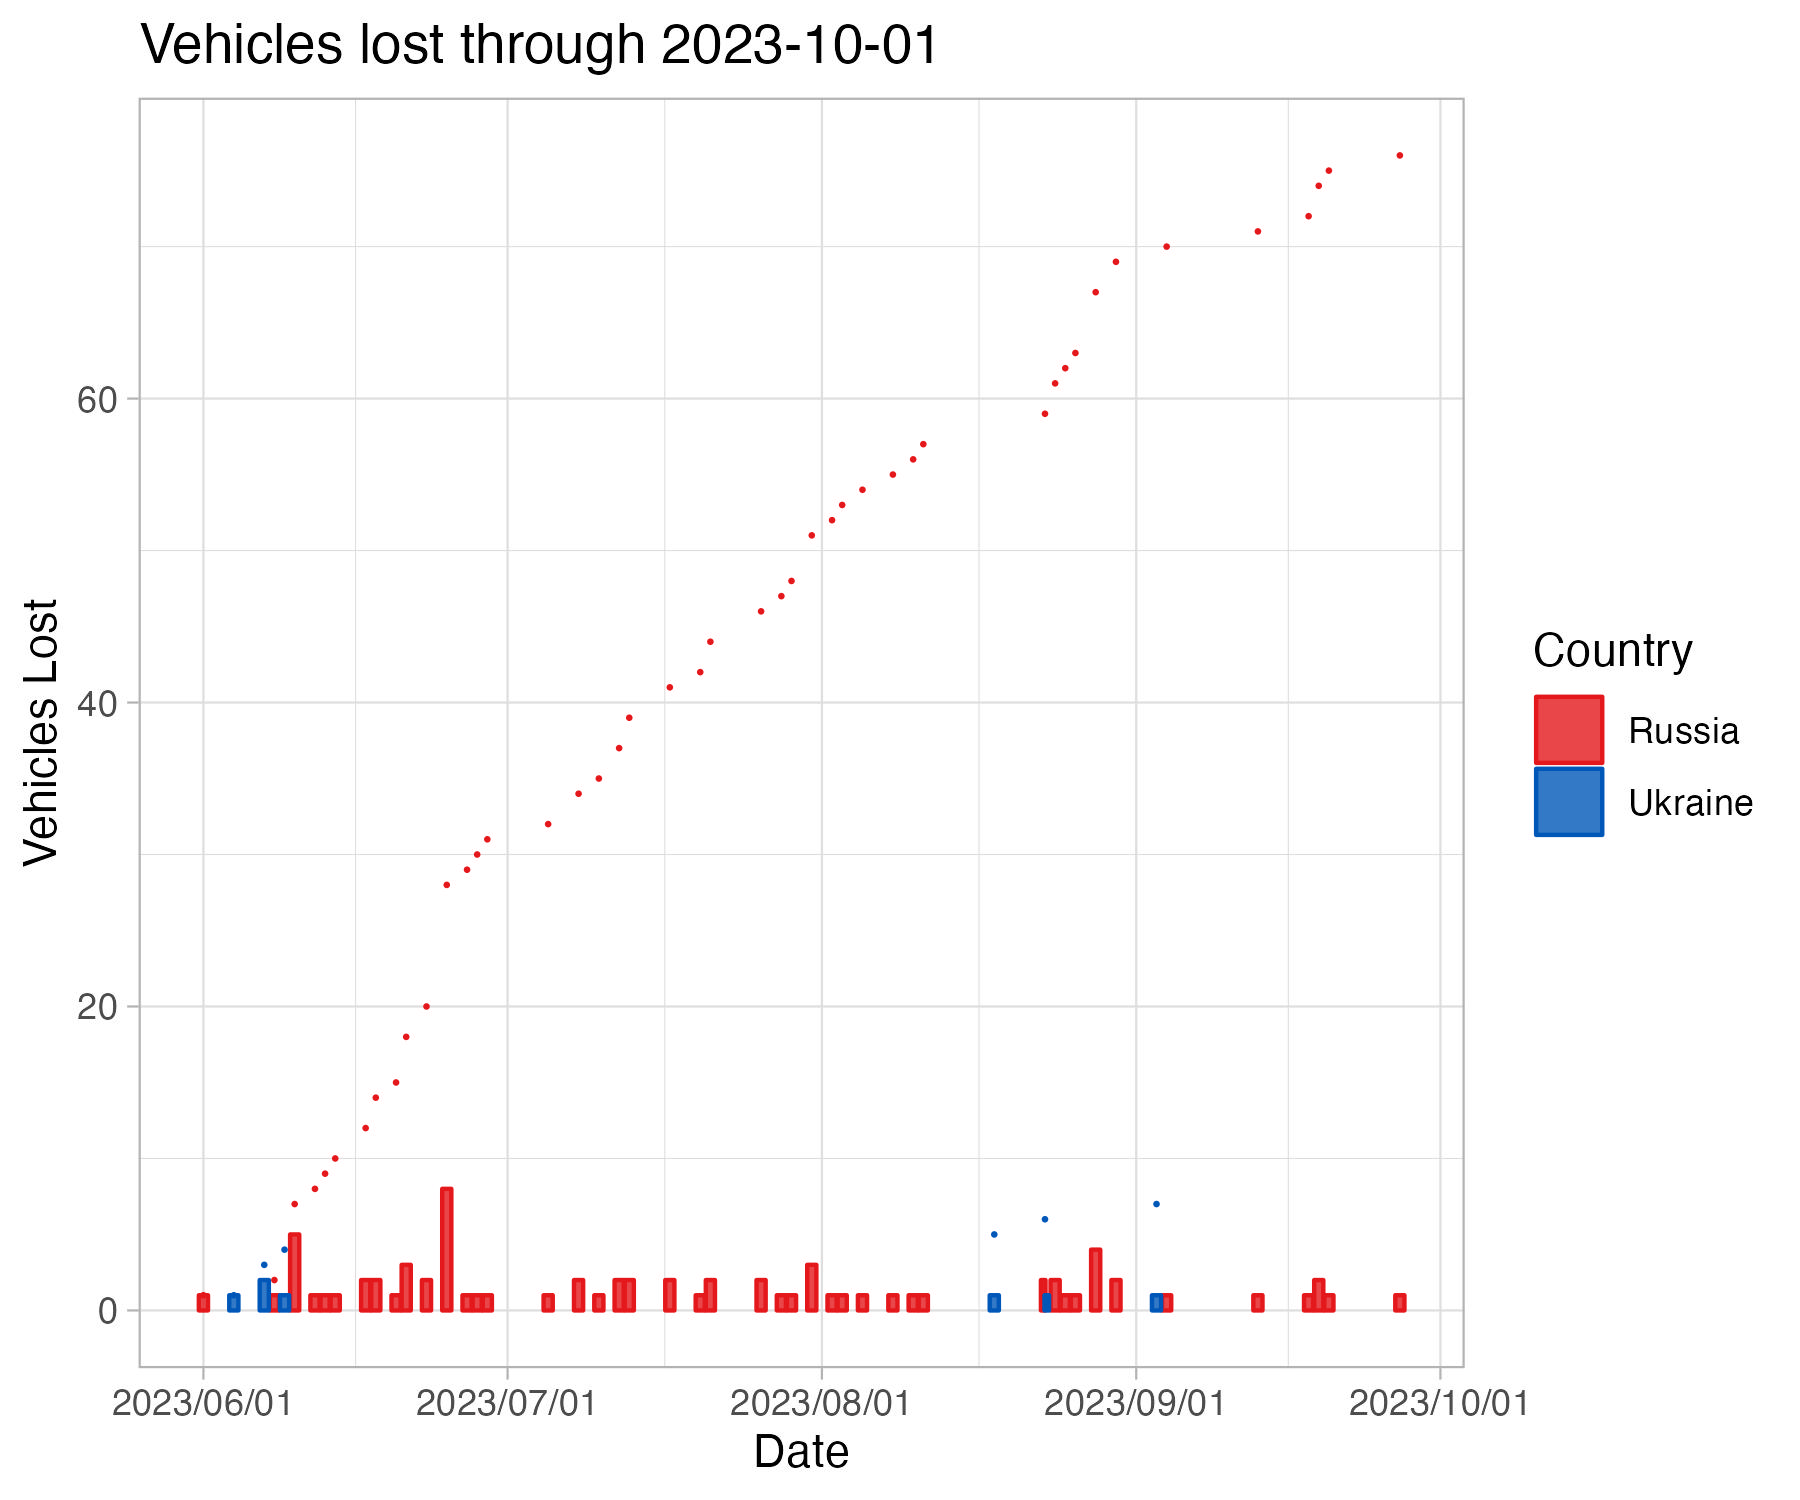 Vehicles lost through 2023-10-01
Vehicles Lost
60
40
20
0
2023/06/01 2023/07/01 2023/08/01 2023/09/01 2023/10/01
Date
Country
Russia
Ukraine